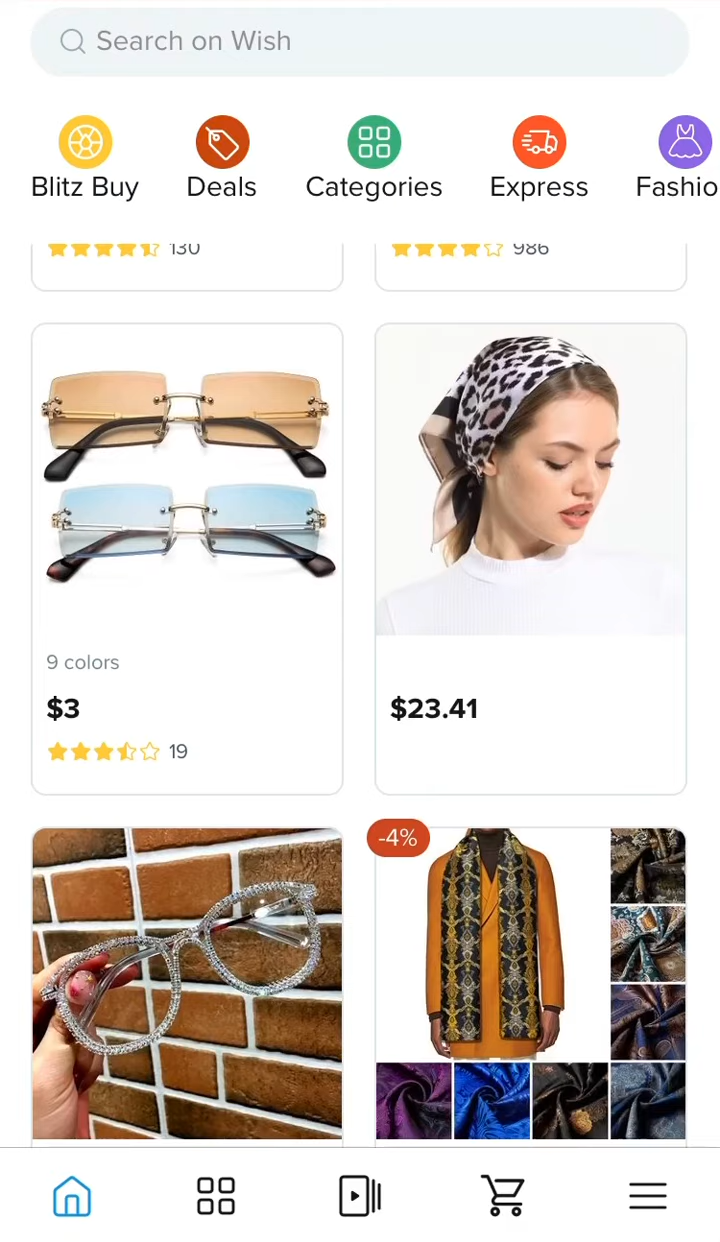 Search on Wish
Blitz Buy
Deals
Categories
Express
Fashio
130
986
9 colors
$3
$23.41
19
-4%